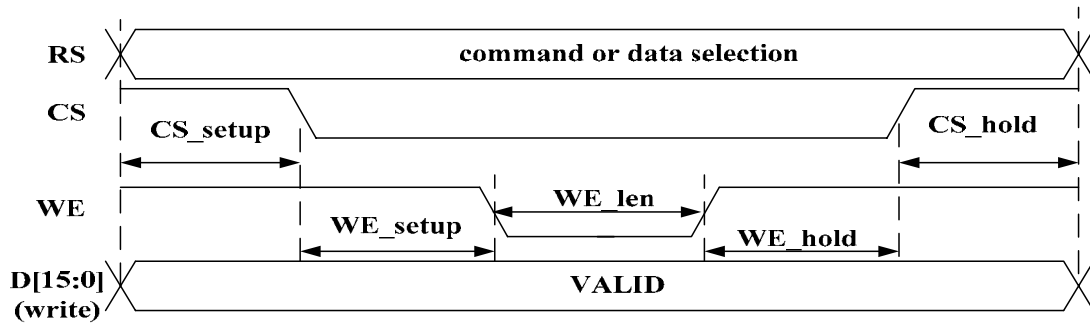 RS
command or data selection
CS
CS_setup
CS_hold
WE
WE_len
WE_setup
WE_hold
D[15:0]
(write)
VALID